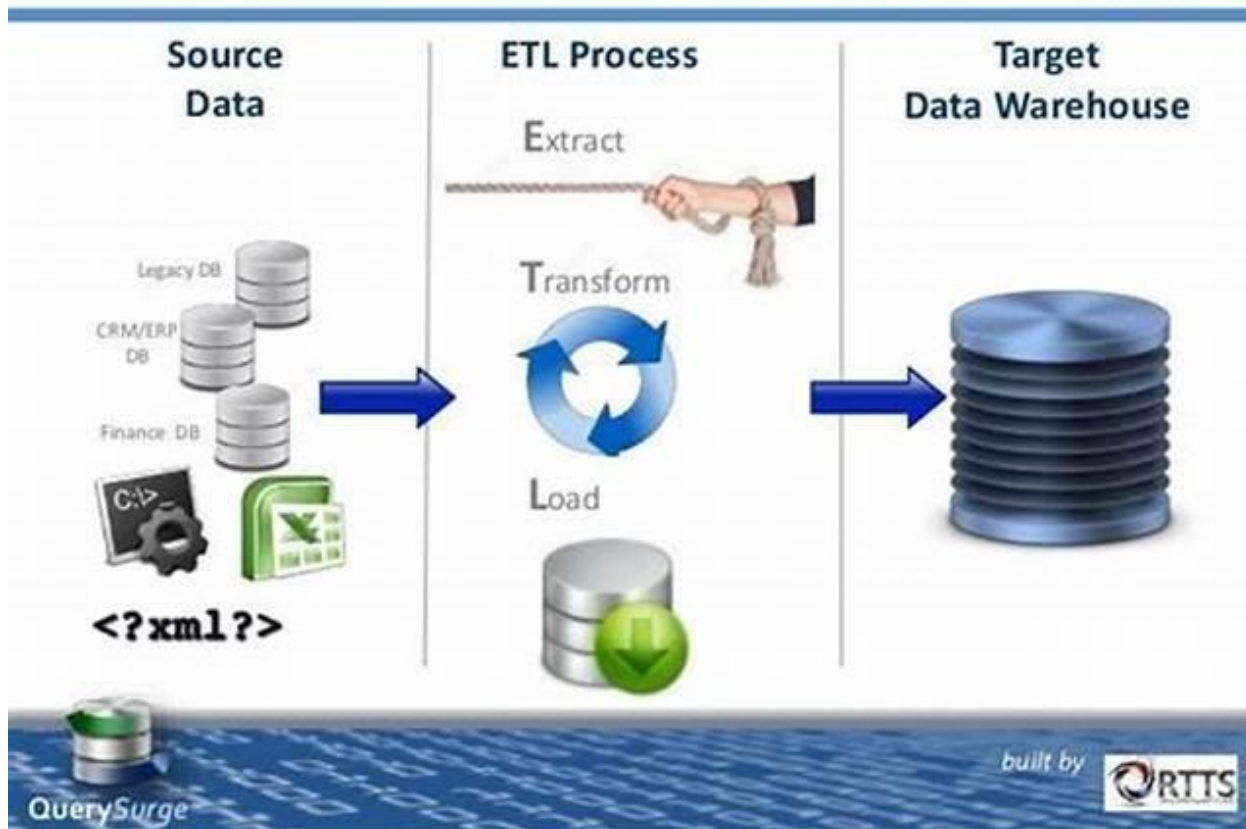 Source
Data
ETL Process
Target
Data Warehouse
Extract
Transform
Load
Legacy DB
CRM/ERP
DB
Finance DB
C:\>
<?xml?>
QuerySurge
built by
RTTS